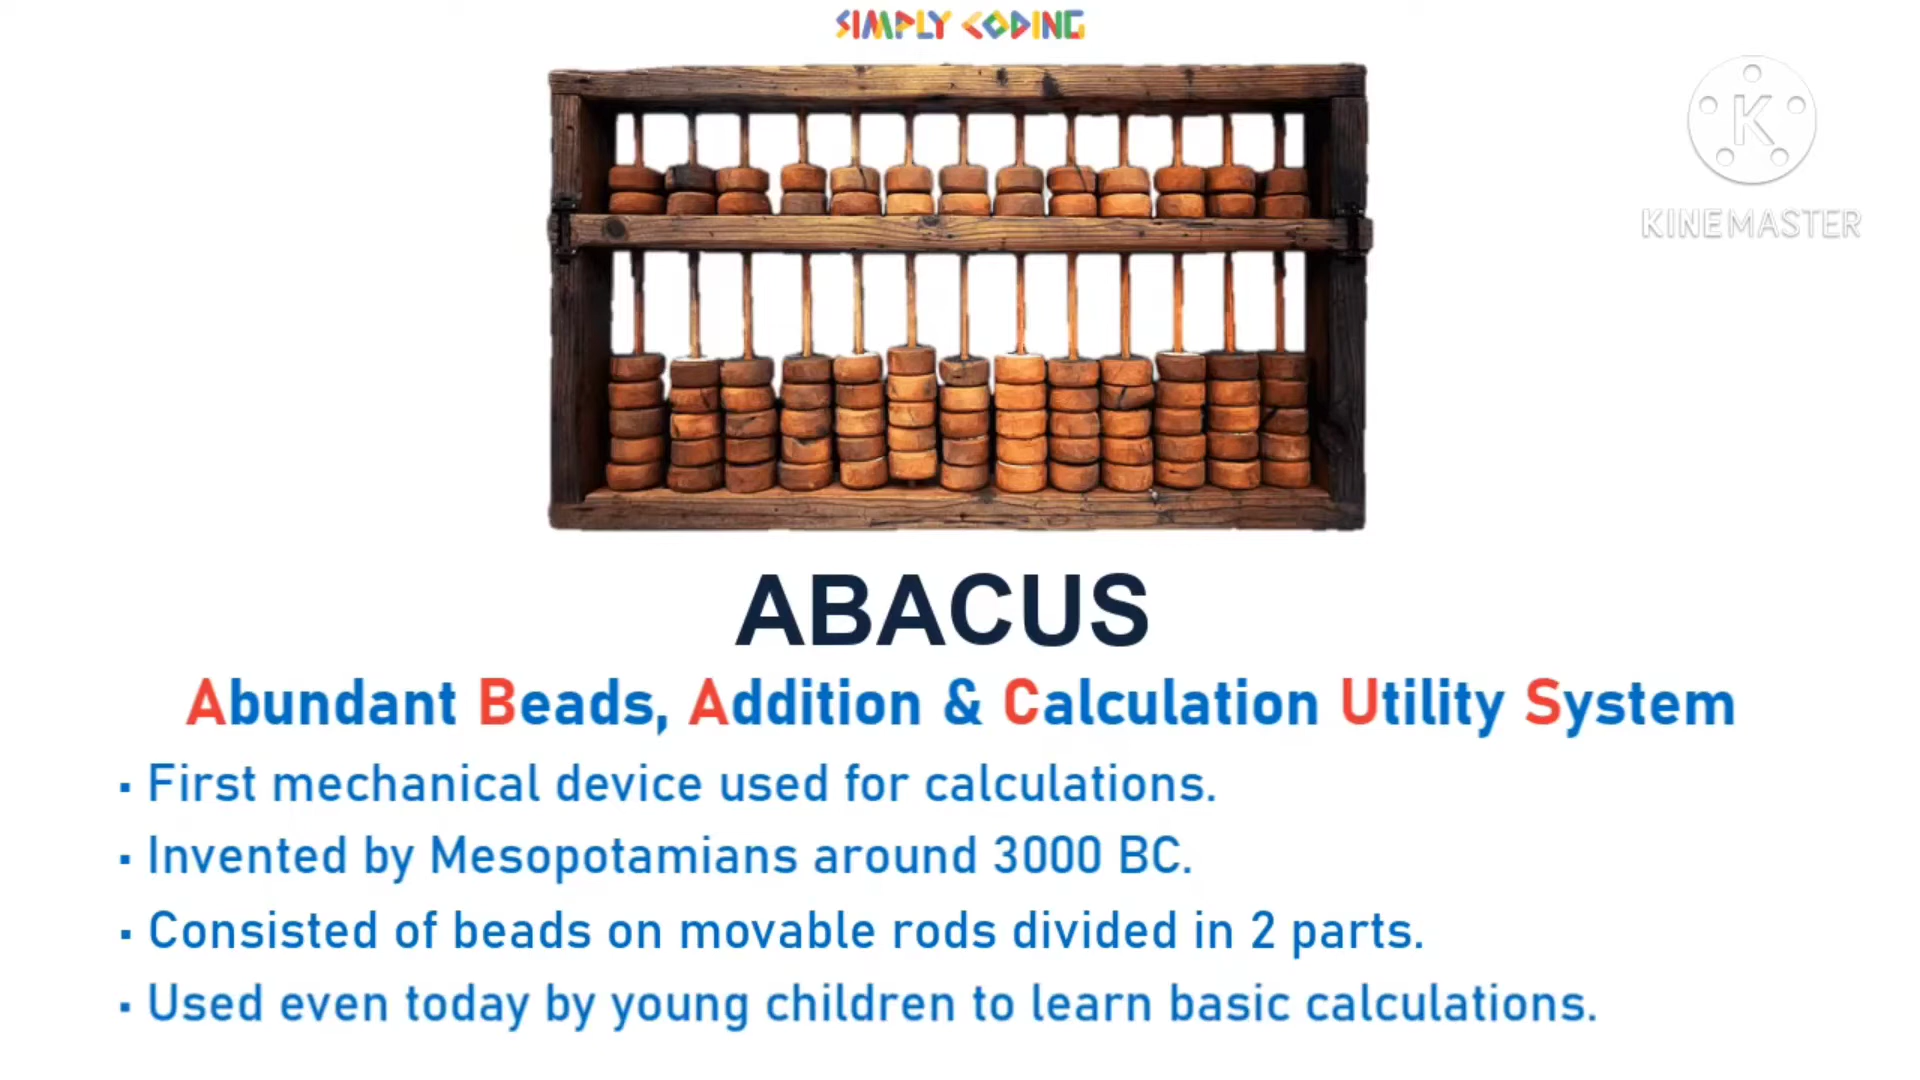 SIMPLY CODING
K
KINEMASTER
ABACUS
Abundant Beads, Addition & Calculation Utility System
▪ First mechanical device used for calculations.
▪ Invented by Mesopotamians around 3000 BC.
▪ Consisted of beads on movable rods divided in 2 parts.
▪ Used even today by young children to learn basic calculations.